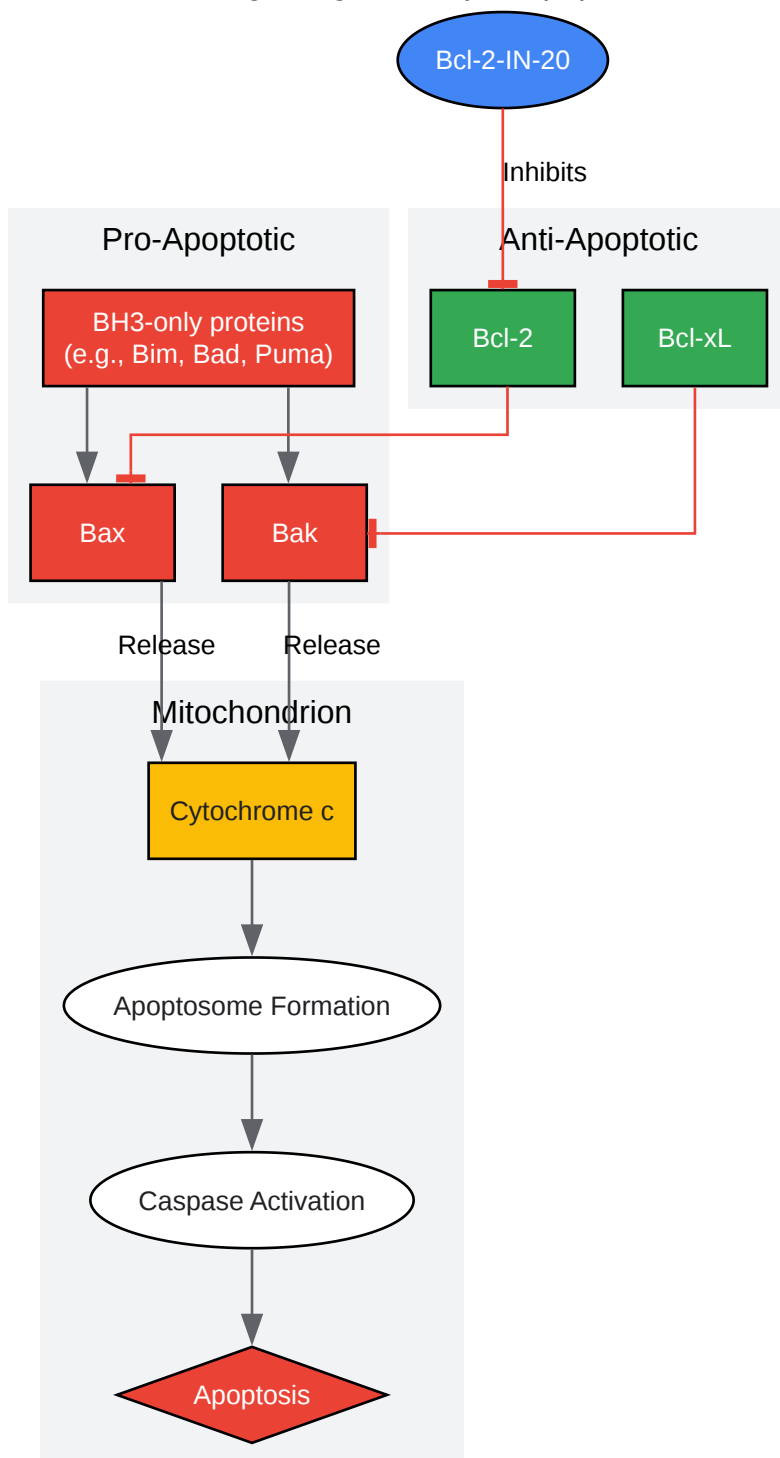 Bcl-2-IN-20
Inhibits
Pro-Apoptotic
Anti-Apoptotic
BH3-only proteins
(e.g., Bim, Bad, Puma)
Bcl-2
Bcl-xL
Bax
Bak
Release
Release
Mitochondrion
Cytochrome c
Apoptosome Formation
Caspase Activation
Apoptosis